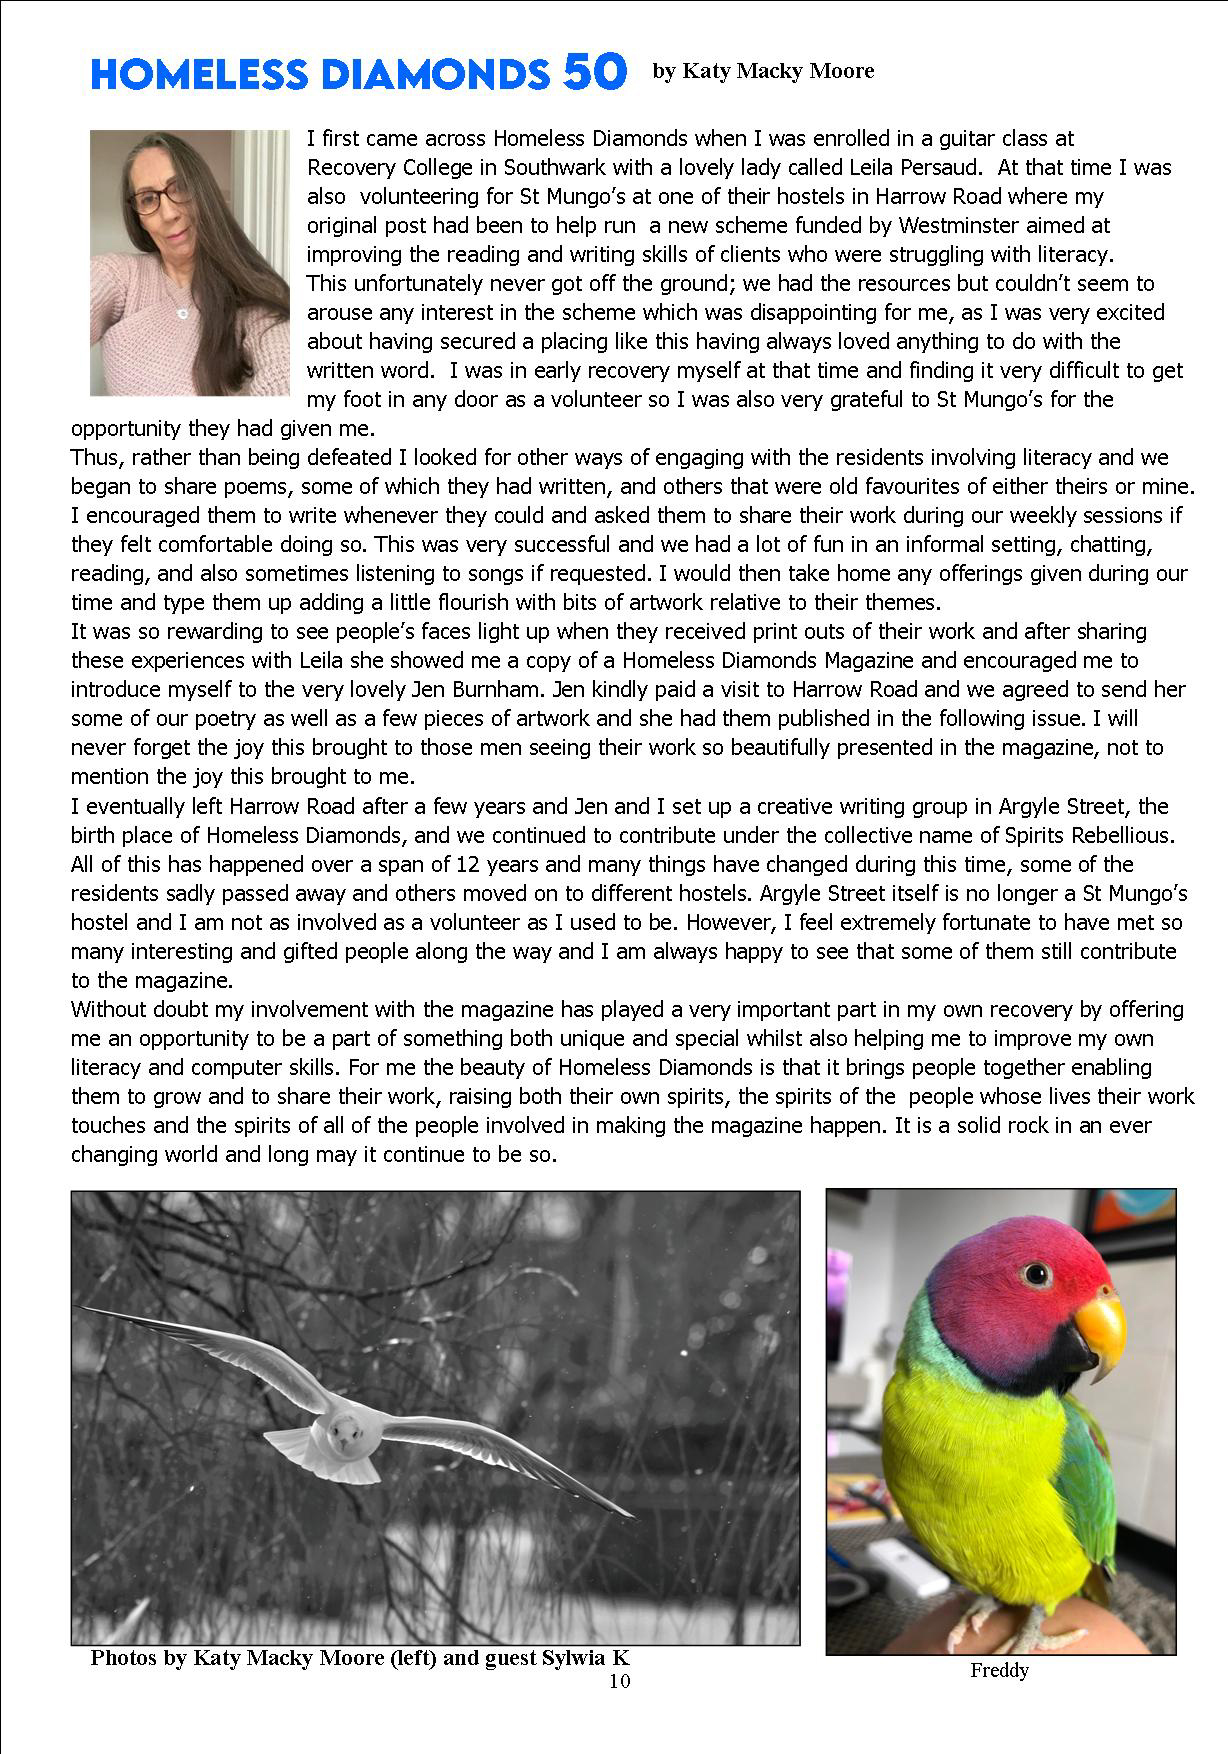 HOMELESS DIAMONDS 50 by Katy Macky Moore
I first came across Homeless Diamonds when I was enrolled in a guitar class at
Recovery College in Southwark with a lovely lady called Leila Persaud.  At that time I was
also  volunteering for St Mungo's at one of their hostels in Harrow Road where my
original post had been to help run  a new scheme funded by Westminster aimed at
improving the reading and writing skills of clients who were struggling with literacy.
This unfortunately never got off the ground; we had the resources but couldn't seem to
arouse any interest in the scheme which was disappointing for me, as I was very excited
about having secured a placing like this having always loved anything to do with the
written word.  I was in early recovery myself at that time and finding it very difficult to get
my foot in any door as a volunteer so I was also very grateful to St Mungo's for the
opportunity they had given me.
Thus, rather than being defeated I looked for other ways of engaging with the residents involving literacy and we
began to share poems, some of which they had written, and others that were old favourites of either theirs or mine.
I encouraged them to write whenever they could and asked them to share their work during our weekly sessions if
they felt comfortable doing so. This was very successful and we had a lot of fun in an informal setting, chatting,
reading, and also sometimes listening to songs if requested. I would then take home any offerings given during our
time and type them up adding a little flourish with bits of artwork relative to their themes.
It was so rewarding to see people's faces light up when they received print outs of their work and after sharing
these experiences with Leila she showed me a copy of a Homeless Diamonds Magazine and encouraged me to
introduce myself to the very lovely Jen Burnham. Jen kindly paid a visit to Harrow Road and we agreed to send her
some of our poetry as well as a few pieces of artwork and she had them published in the following issue. I will
never forget the joy this brought to those men seeing their work so beautifully presented in the magazine, not to
mention the joy this brought to me.
I eventually left Harrow Road after a few years and Jen and I set up a creative writing group in Argyle Street, the
birth place of Homeless Diamonds, and we continued to contribute under the collective name of Spirits Rebellious.
All of this has happened over a span of 12 years and many things have changed during this time, some of the
residents sadly passed away and others moved on to different hostels. Argyle Street itself is no longer a St Mungo's
hostel and I am not as involved as a volunteer as I used to be. However, I feel extremely fortunate to have met so
many interesting and gifted people along the way and I am always happy to see that some of them still contribute
to the magazine.
Without doubt my involvement with the magazine has played a very important part in my own recovery by offering
me an opportunity to be a part of something both unique and special whilst also helping me to improve my own
literacy and computer skills. For me the beauty of Homeless Diamonds is that it brings people together enabling
them to grow and to share their work, raising both their own spirits, the spirits of the  people whose lives their work
touches and the spirits of all of the people involved in making the magazine happen. It is a solid rock in an ever
changing world and long may it continue to be so.
Photos by Katy Macky Moore (left) and guest Sylwia K
Freddy
10